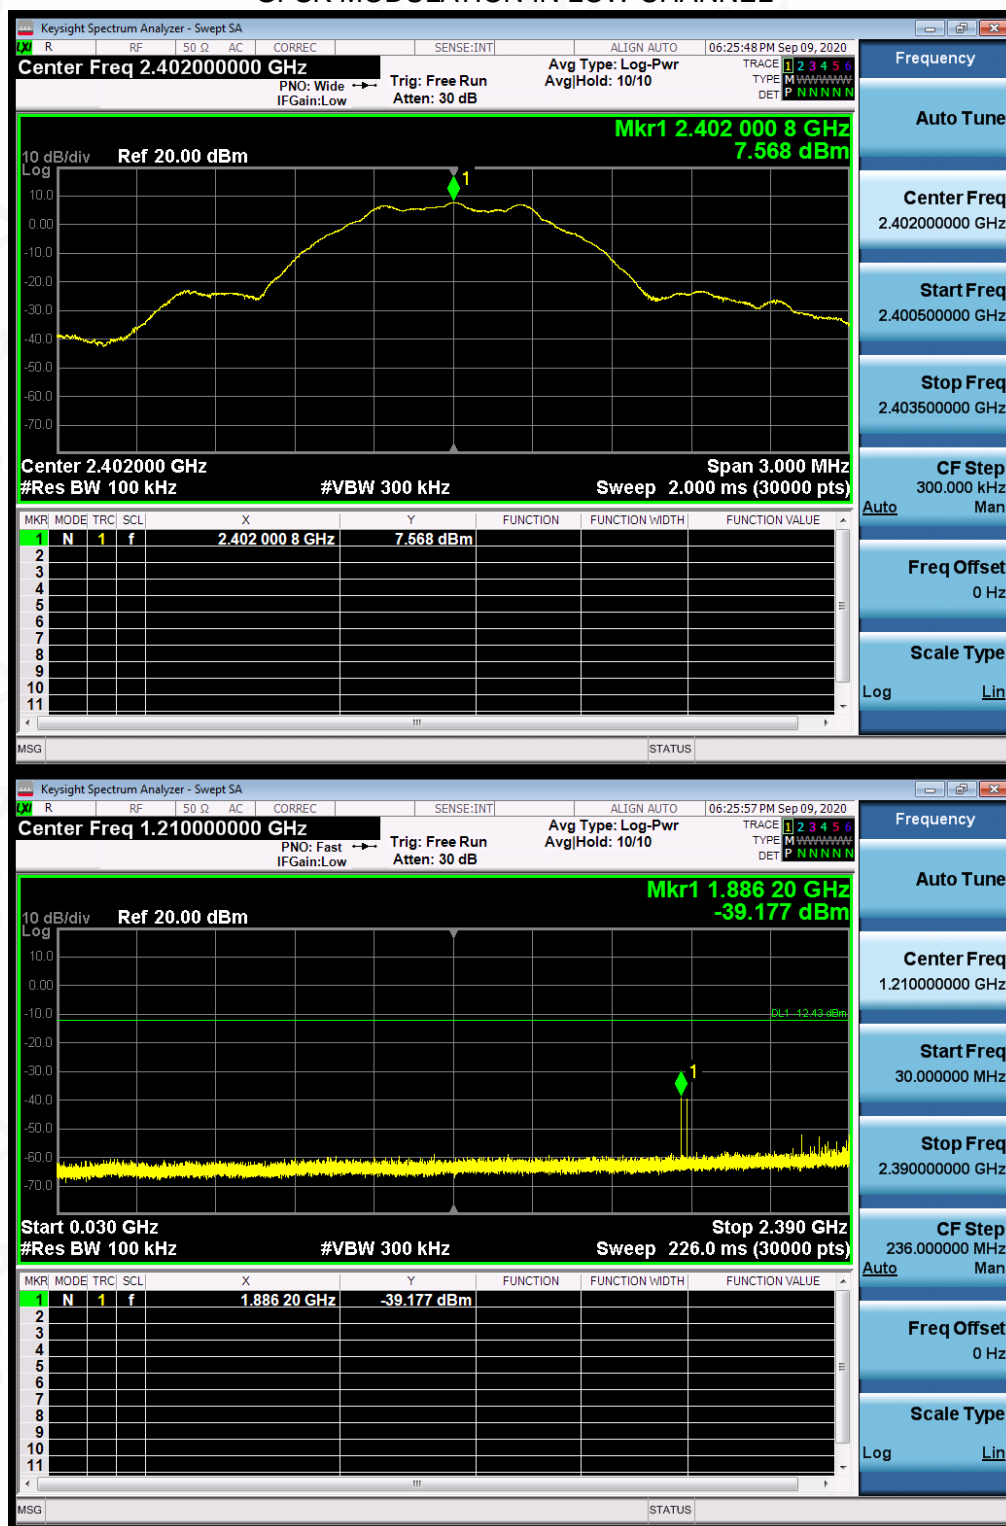 GFSK MODULATION IN LOW CHANNEL
Keysight Spectrum Analyzer - Swept SA
LXI R RF 50 Ω AC CORREC SENSE:INT ALIGN AUTO 06:25:48 PM Sep 09, 2020
Center Freq 2.402000000 GHz
PNO: Wide
IFGain:Low
Trig: Free Run
Atten: 30 dB
Avg Type: Log-Pwr
Avg|Hold: 10/10
TRACE 1 2 3 4 5 6
TYPE M WWWWW
DET P N N N N N
Mkr1 2.402 000 8 GHz
7.568 dBm
10 dB/div Ref 20.00 dBm
Log
10.0
0.00
-10.0
-20.0
-30.0
-40.0
-50.0
-60.0
-70.0
1
Center 2.402000 GHz Span 3.000 MHz
#Res BW 100 kHz #VBW 300 kHz Sweep 2.000 ms (30000 pts)
MKR MODE TRC SCL X Y FUNCTION FUNCTION WIDTH FUNCTION VALUE
1 N 1 f 2.402 000 8 GHz 7.568 dBm
2
3
4
5
6
7
8
9
10
11
MSG STATUS
Frequency
Auto Tune
Center Freq
2.402000000 GHz
Start Freq
2.400500000 GHz
Stop Freq
2.403500000 GHz
CF Step
300.000 kHz
Auto Man
Freq Offset
0 Hz
Scale Type
Log Lin
Keysight Spectrum Analyzer - Swept SA
LXI R RF 50 Ω AC CORREC SENSE:INT ALIGN AUTO 06:25:57 PM Sep 09, 2020
Center Freq 1.210000000 GHz
PNO: Fast
IFGain:Low
Trig: Free Run
Atten: 30 dB
Avg Type: Log-Pwr
Avg|Hold: 10/10
TRACE 1 2 3 4 5 6
TYPE M WWWWW
DET P N N N N N
Mkr1 1.886 20 GHz
-39.177 dBm
10 dB/div Ref 20.00 dBm
Log
10.0
0.00
-10.0
-20.0
-30.0
-40.0
-50.0
-60.0
-70.0
DL1 -12.43 dBm
1
Start 0.030 GHz Stop 2.390 GHz
#Res BW 100 kHz #VBW 300 kHz Sweep 226.0 ms (30000 pts)
MKR MODE TRC SCL X Y FUNCTION FUNCTION WIDTH FUNCTION VALUE
1 N 1 f 1.886 20 GHz -39.177 dBm
2
3
4
5
6
7
8
9
10
11
MSG STATUS
Frequency
Auto Tune
Center Freq
1.210000000 GHz
Start Freq
30.000000 MHz
Stop Freq
2.390000000 GHz
CF Step
236.000000 MHz
Auto Man
Freq Offset
0 Hz
Scale Type
Log Lin